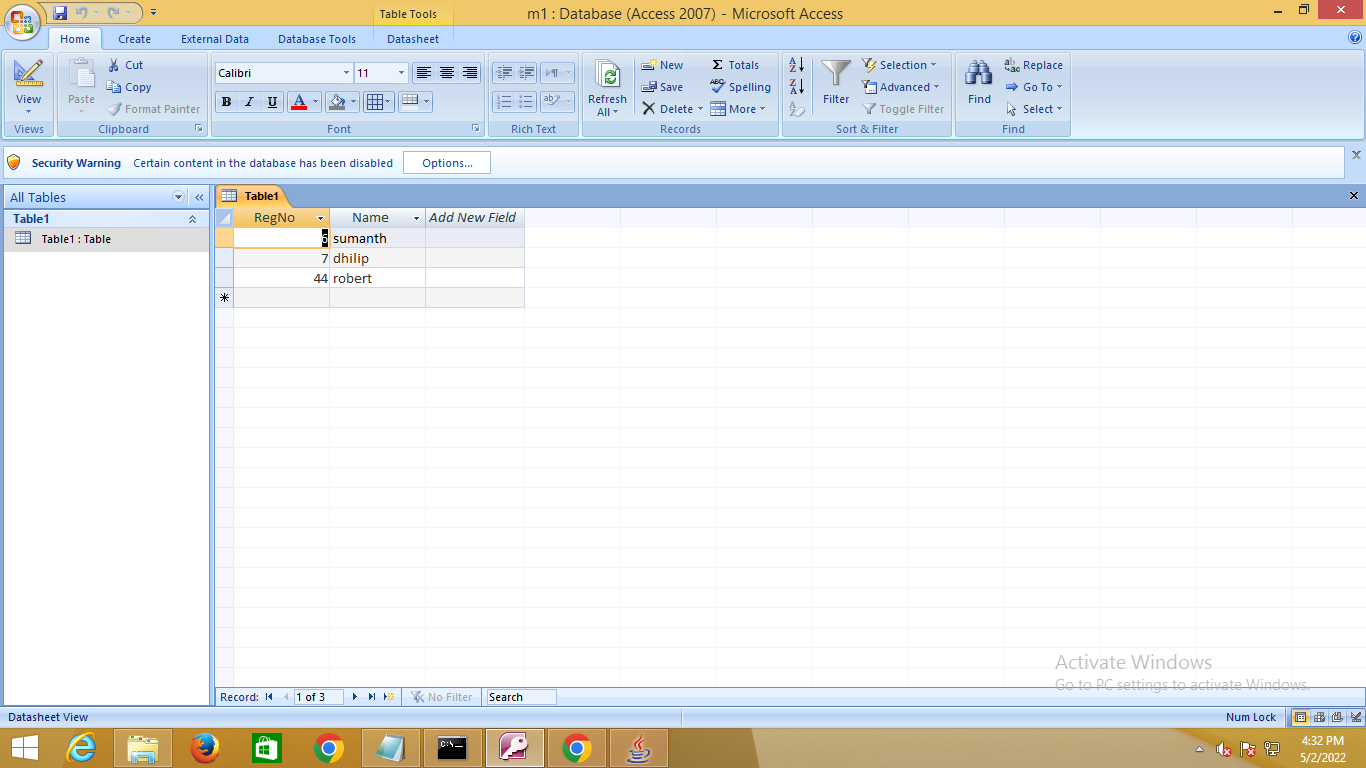 Table Tools
m1 : Database (Access 2007) - Microsoft Access
Home Create External Data Database Tools Datasheet
View
Views
Paste
Cut
Copy
Format Painter
Clipboard
Calibri 11
B I U A
Font
Rich Text
Refresh
All
New
Save
Delete
Totals
Spelling
More
Records
Filter
Selection
Advanced
Toggle Filter
Sort & Filter
Find
Replace
Go To
Select
Find
Security Warning Certain content in the database has been disabled Options...
All Tables
Table1
Table1 : Table
Table1
RegNo Name Add New Field
6 sumanth
7 dhilip
44 robert
Activate Windows
Go to PC settings to activate Windows.
Record: 1 of 3 No Filter Search
Datasheet View Num Lock
C:\
4:32 PM
5/2/2022